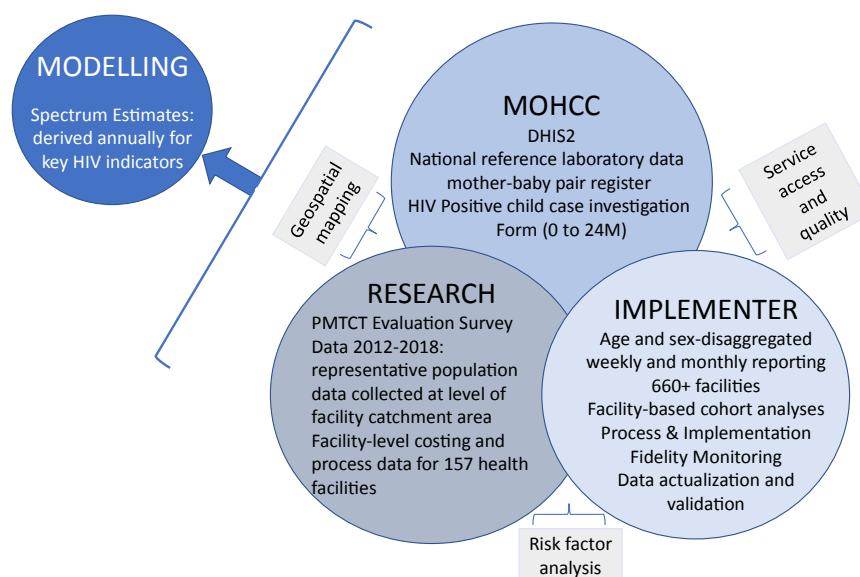 MODELLING
Spectrum Estimates:
derived annually for
key HIV indicators
MOHCC
DHIS2
National reference laboratory data
mother-baby pair register
HIV Positive child case investigation
Form (0 to 24M)
Geospatial
mapping
Service
access
and
quality
RESEARCH
PMTCT Evaluation Survey
Data 2012-2018:
representative population
data collected at level of
facility catchment area
Facility-level costing and
process data for 157 health
facilities
IMPLEMENTER
Age and sex-disaggregated
weekly and monthly reporting
660+ facilities
Facility-based cohort analyses
Process & Implementation
Fidelity Monitoring
Data actualization and
validation
Risk factor
analysis